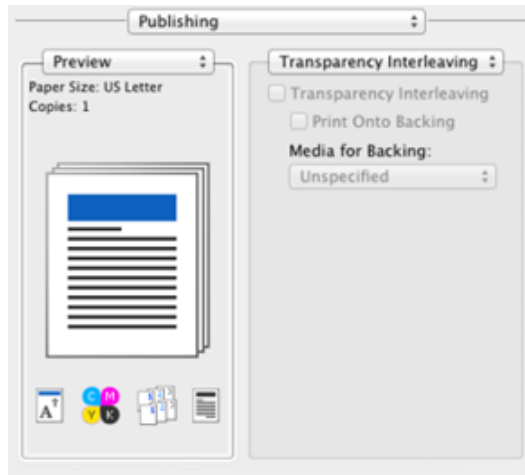 Publishing
Preview
Paper Size: US Letter
Copies: 1
A
C M
Y K
Transparency Interleaving
Transparency Interleaving
Print Onto Backing
Media for Backing:
Unspecified